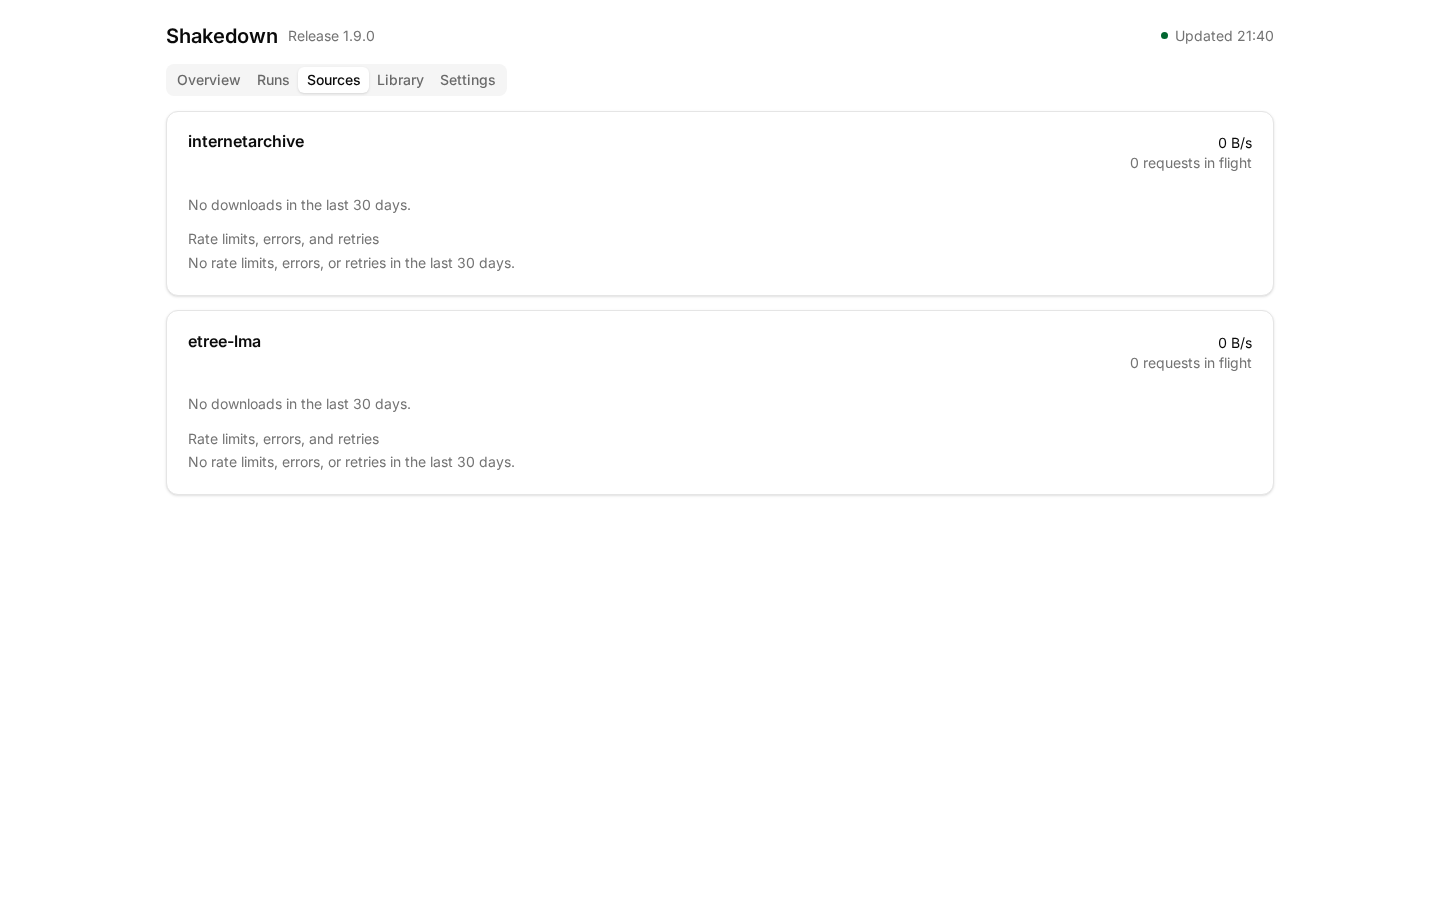 Shakedown Release 1.9.0 Updated 21:40
Overview Runs Sources Library Settings
internetarchive 0 B/s
0 requests in flight
No downloads in the last 30 days.
Rate limits, errors, and retries
No rate limits, errors, or retries in the last 30 days.
etree-lma 0 B/s
0 requests in flight
No downloads in the last 30 days.
Rate limits, errors, and retries
No rate limits, errors, or retries in the last 30 days.